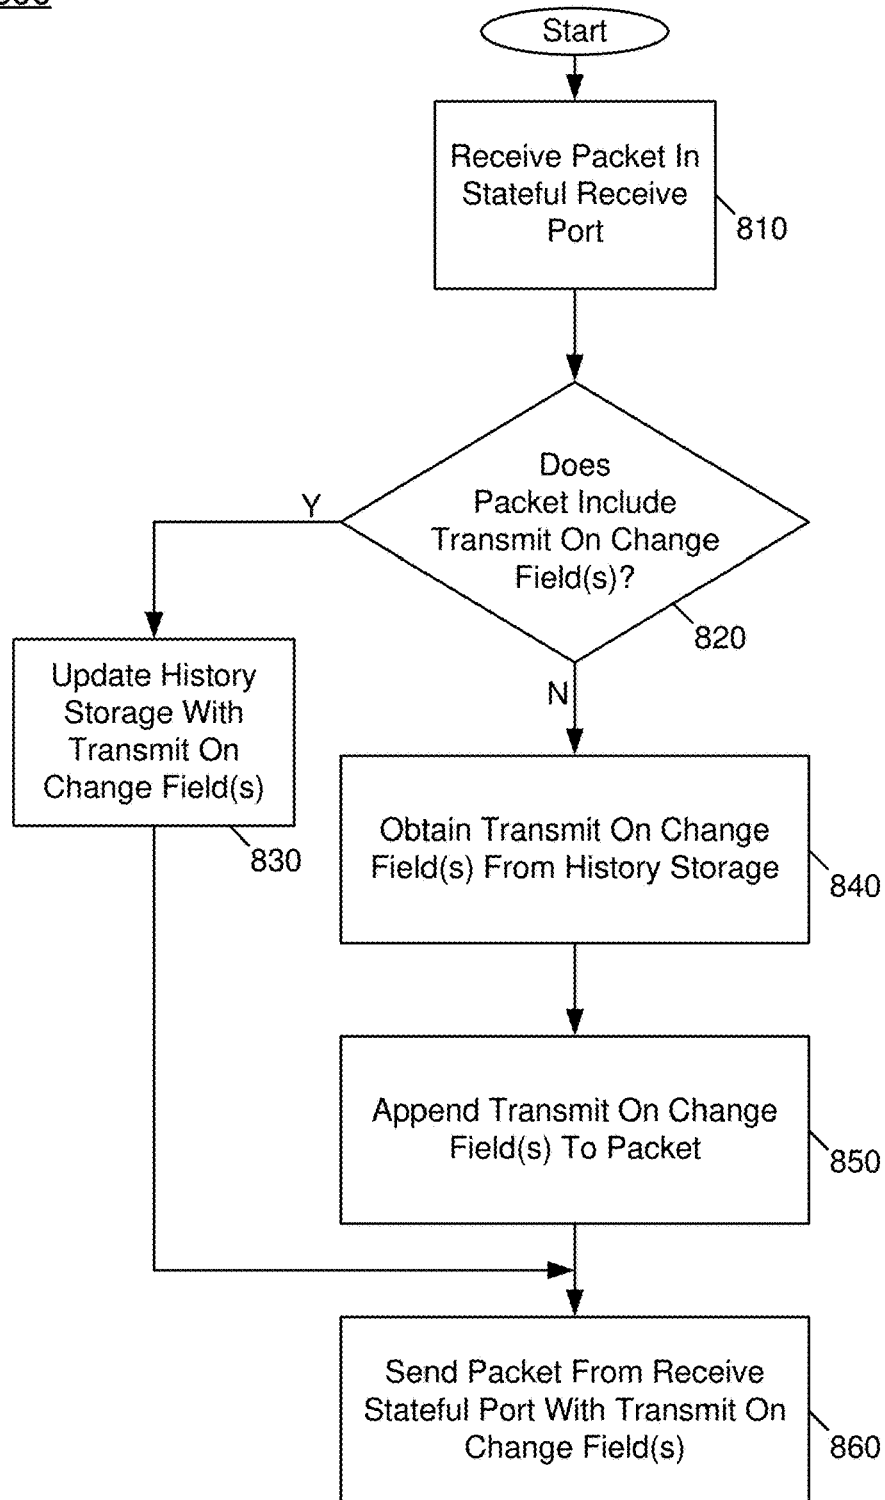 Start
Receive Packet In
Stateful Receive
Port
810
Does
Packet Include
Transmit On Change
Field(s)?
820
Y
N
Update History
Storage With
Transmit On
Change Field(s)
830
Obtain Transmit On Change
Field(s) From History Storage
840
Append Transmit On Change
Field(s) To Packet
850
Send Packet From Receive
Stateful Port With Transmit On
Change Field(s)
860